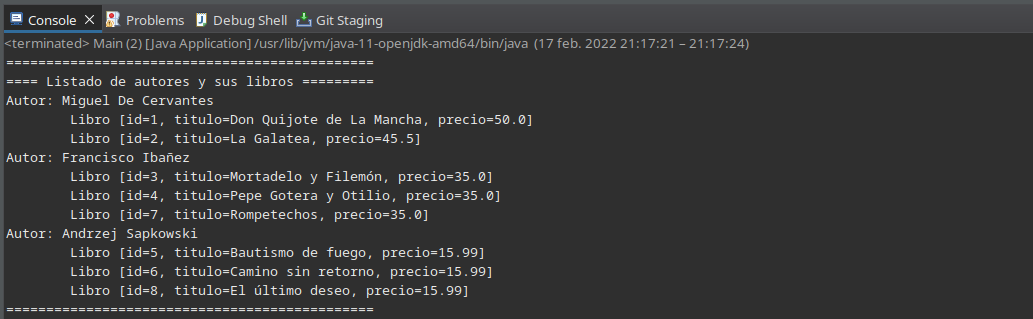 Console Problems Debug Shell Git Staging
<terminated> Main (2) [Java Application] /usr/lib/jvm/java-11-openjdk-amd64/bin/java (17 feb. 2022 21:17:21 – 21:17:24)
==============================================
==== Listado de autores y sus libros =========
Autor: Miguel De Cervantes
        Libro [id=1, titulo=Don Quijote de La Mancha, precio=50.0]
        Libro [id=2, titulo=La Galatea, precio=45.5]
Autor: Francisco Ibañez
        Libro [id=3, titulo=Mortadelo y Filemón, precio=35.0]
        Libro [id=4, titulo=Pepe Gotera y Otilio, precio=35.0]
        Libro [id=7, titulo=Rompetechos, precio=35.0]
Autor: Andrzej Sapkowski
        Libro [id=5, titulo=Bautismo de fuego, precio=15.99]
        Libro [id=6, titulo=Camino sin retorno, precio=15.99]
        Libro [id=8, titulo=El último deseo, precio=15.99]
==============================================